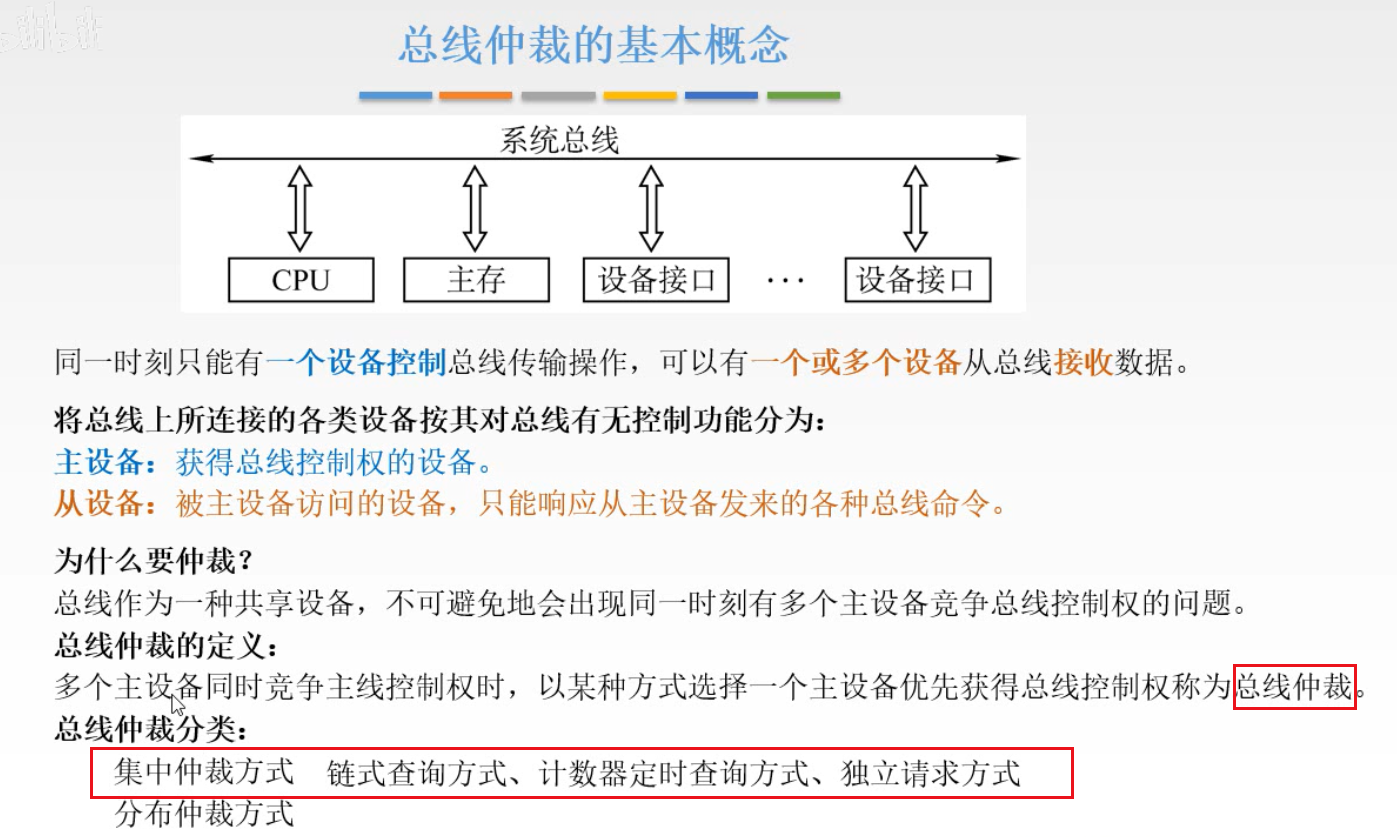 总线仲裁的基本概念
系统总线
CPU 主存 设备接口 ··· 设备接口
同一时刻只能有一个设备控制总线传输操作，可以有一个或多个设备从总线接收数据。
将总线上所连接的各类设备按其对总线有无控制功能分为：
主设备：获得总线控制权的设备。
从设备：被主设备访问的设备，只能响应从主设备发来的各种总线命令。
为什么要仲裁？
总线作为一种共享设备，不可避免地会出现同一时刻有多个主设备竞争总线控制权的问题。
总线仲裁的定义：
多个主设备同时竞争主线控制权时，以某种方式选择一个主设备优先获得总线控制权称为总线仲裁。
总线仲裁分类：
集中仲裁方式 链式查询方式、计数器定时查询方式、独立请求方式
分布仲裁方式